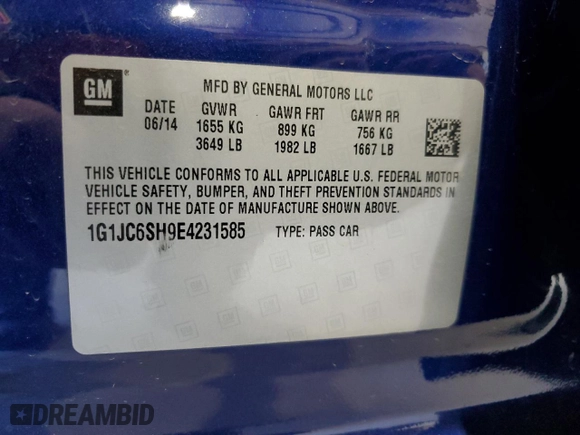 GM
MFD BY GENERAL MOTORS LLC
DATE GVWR GAWR FRT GAWR RR
06/14 1655 KG 899 KG 756 KG
3649 LB 1982 LB 1667 LB
THIS VEHICLE CONFORMS TO ALL APPLICABLE U.S. FEDERAL MOTOR
VEHICLE SAFETY, BUMPER, AND THEFT PREVENTION STANDARDS IN
EFFECT ON THE DATE OF MANUFACTURE SHOWN ABOVE.
1G1JC6SH9E4231585 TYPE: PASS CAR
DREAMBID